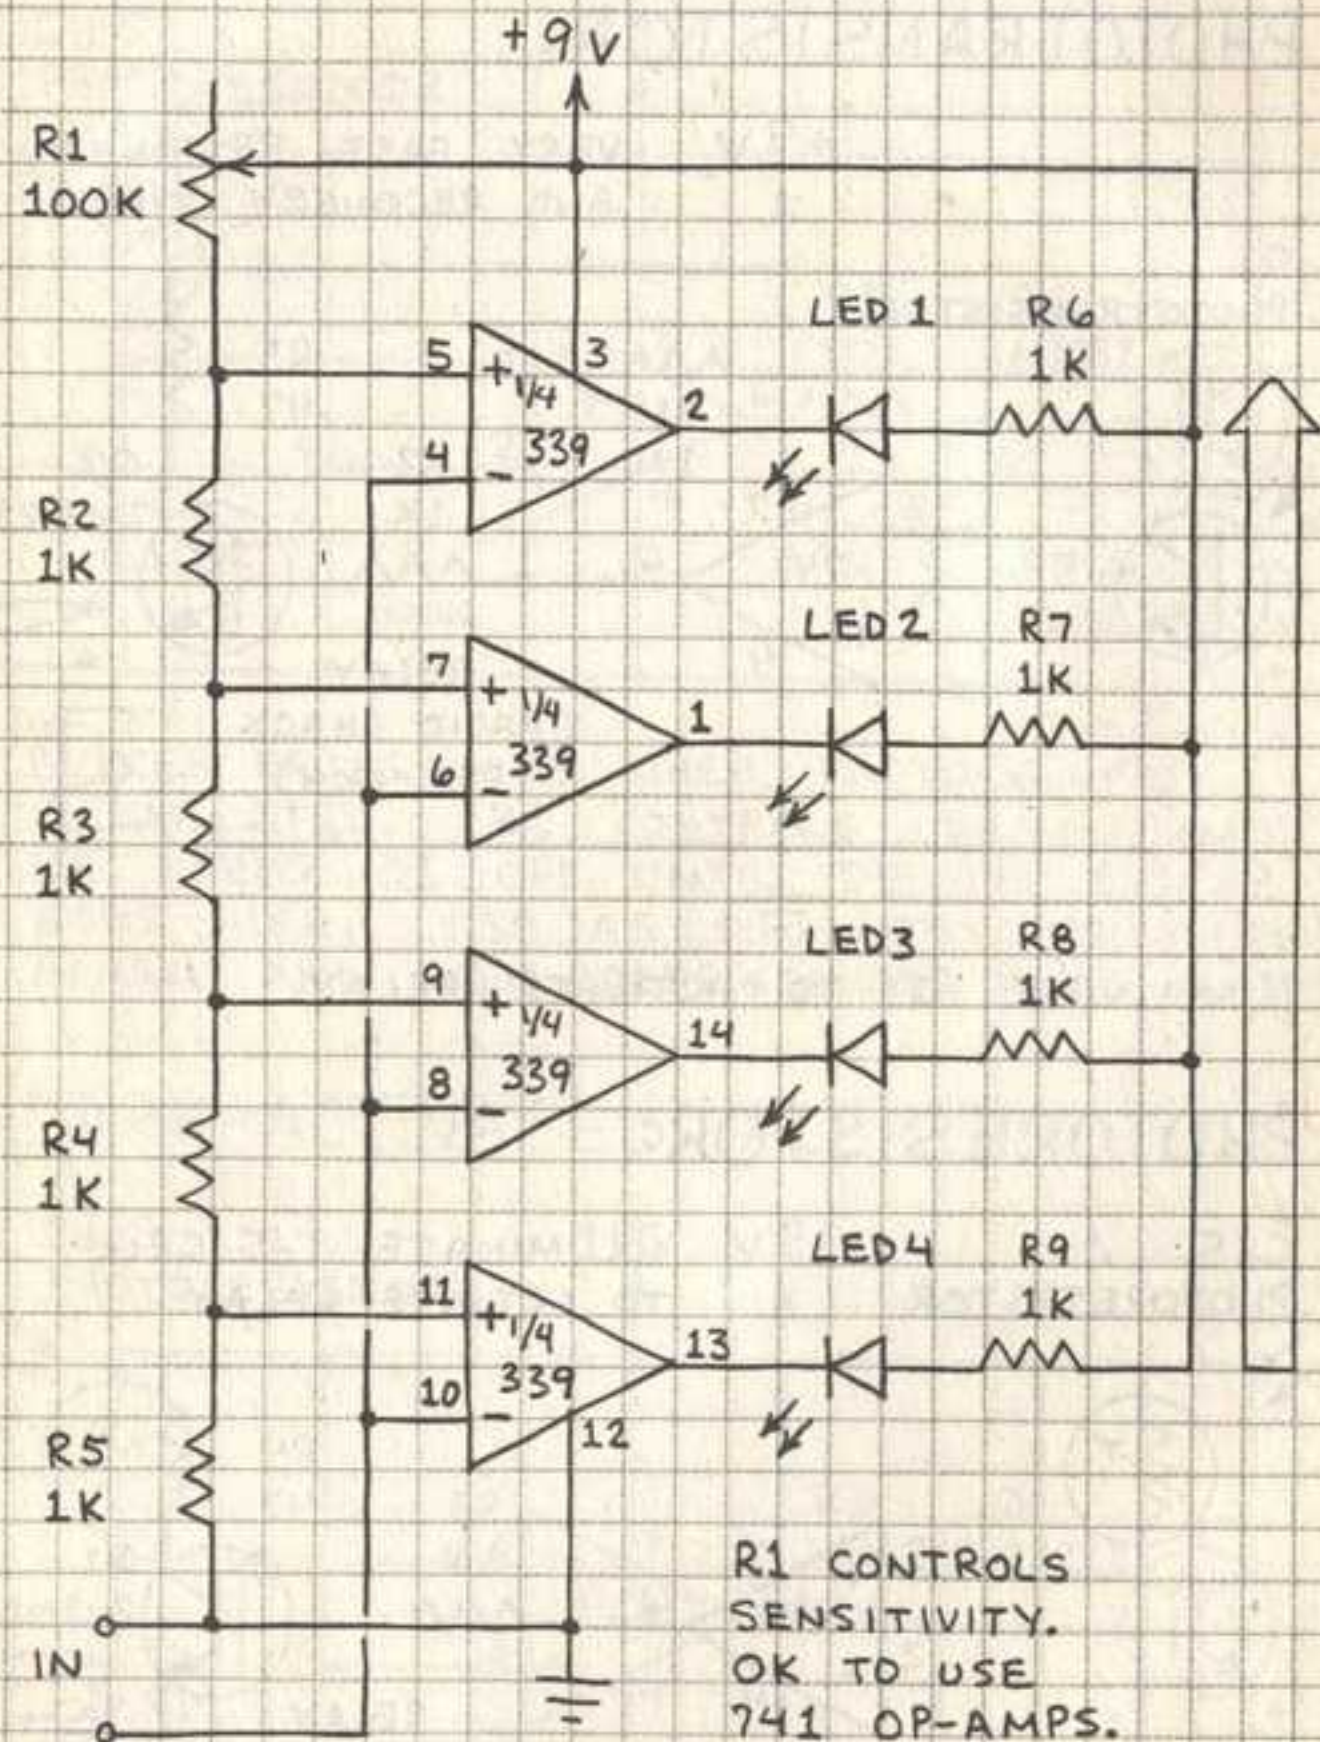 +9V
R1
100K
LED 1
R6
1K
5
+
3
1/4
339
2
4
-
R2
1K
LED2
R7
1K
7
+
1/4
339
1
6
-
R3
1K
LED3
R8
1K
9
+
1/4
339
14
8
-
R4
1K
LED4
R9
1K
11
+
1/4
339
13
10
-
12
R5
1K
IN
R1 CONTROLS
SENSITIVITY.
OK TO USE
741 OP-AMPS.